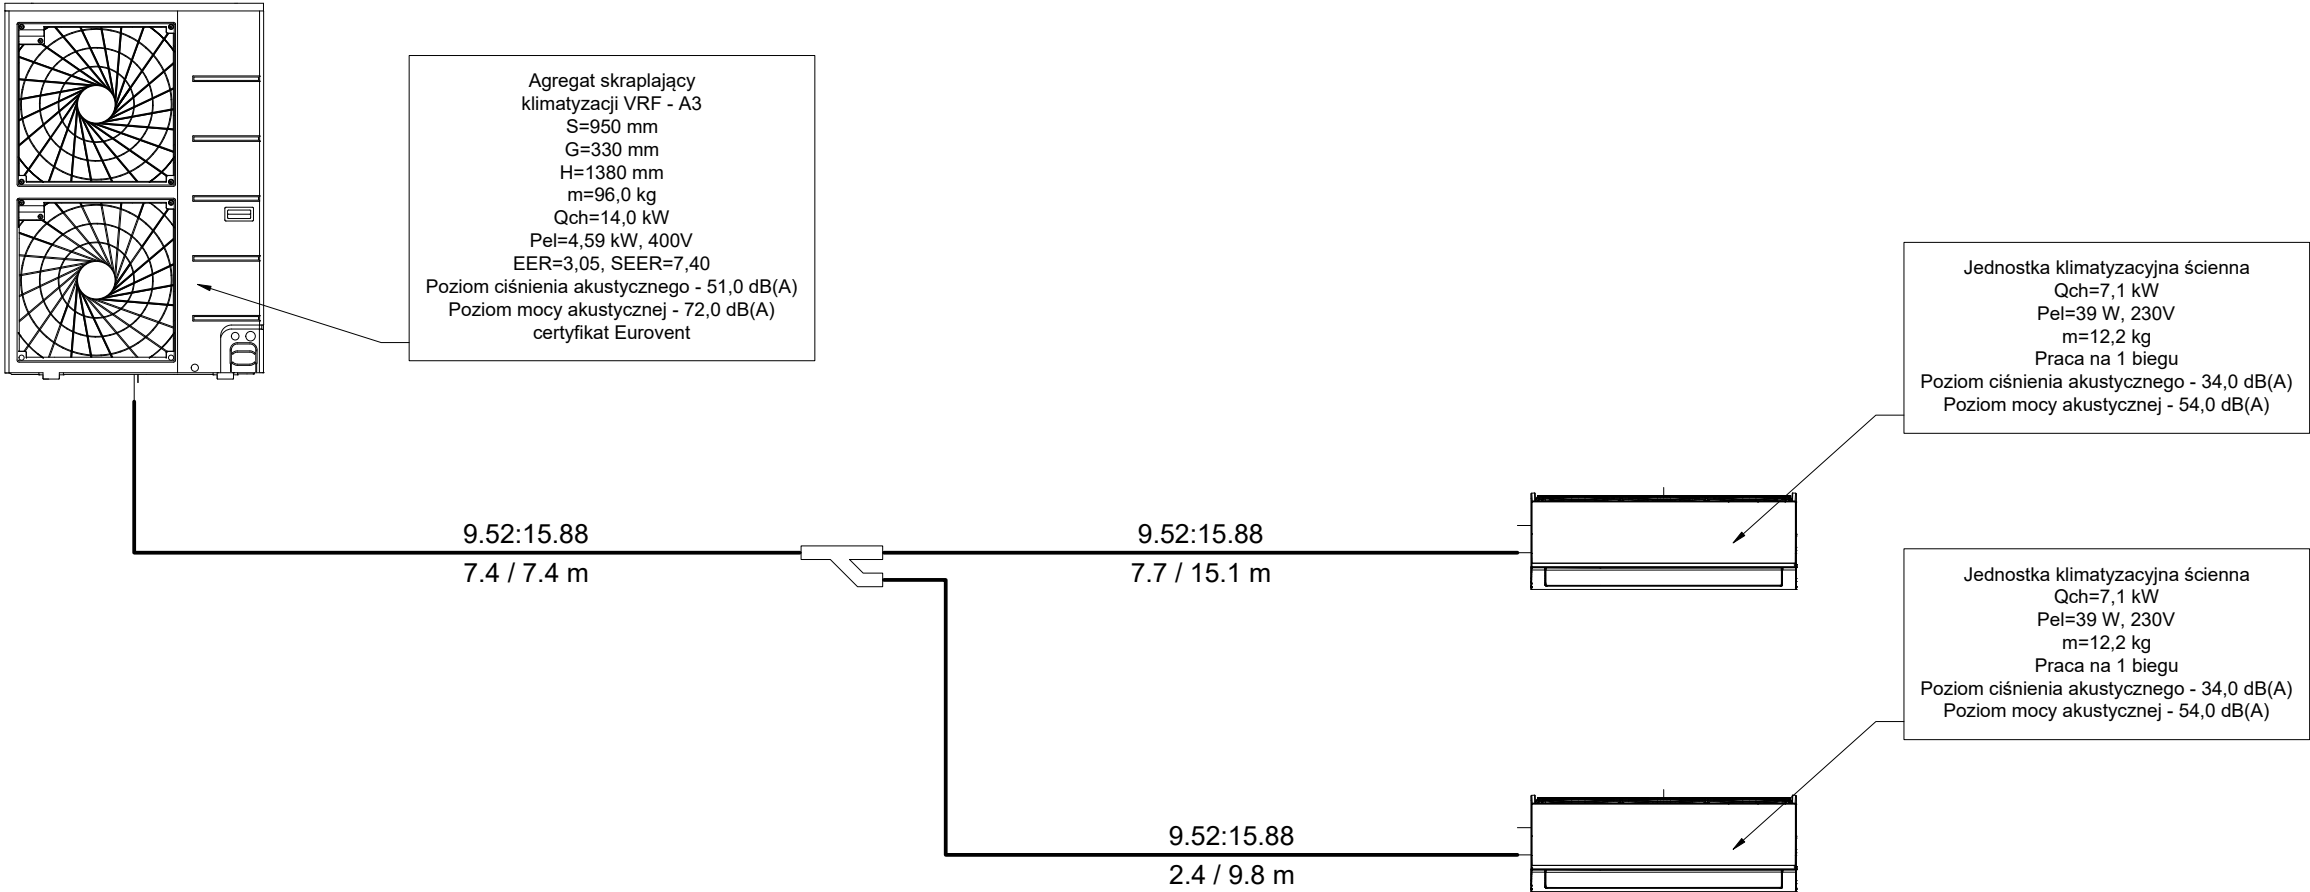 Agregat skraplający
klimatyzacji VRF - A3
S=950 mm
G=330 mm
H=1380 mm
m=96,0 kg
Qch=14,0 kW
Pel=4,59 kW, 400V
EER=3,05, SEER=7,40
Poziom ciśnienia akustycznego - 51,0 dB(A)
Poziom mocy akustycznej - 72,0 dB(A)
certyfikat Eurovent
Jednostka klimatyzacyjna ścienna
Qch=7,1 kW
Pel=39 W, 230V
m=12,2 kg
Praca na 1 biegu
Poziom ciśnienia akustycznego - 34,0 dB(A)
Poziom mocy akustycznej - 54,0 dB(A)
9.52:15.88
7.4 / 7.4 m
9.52:15.88
7.7 / 15.1 m
Jednostka klimatyzacyjna ścienna
Qch=7,1 kW
Pel=39 W, 230V
m=12,2 kg
Praca na 1 biegu
Poziom ciśnienia akustycznego - 34,0 dB(A)
Poziom mocy akustycznej - 54,0 dB(A)
9.52:15.88
2.4 / 9.8 m